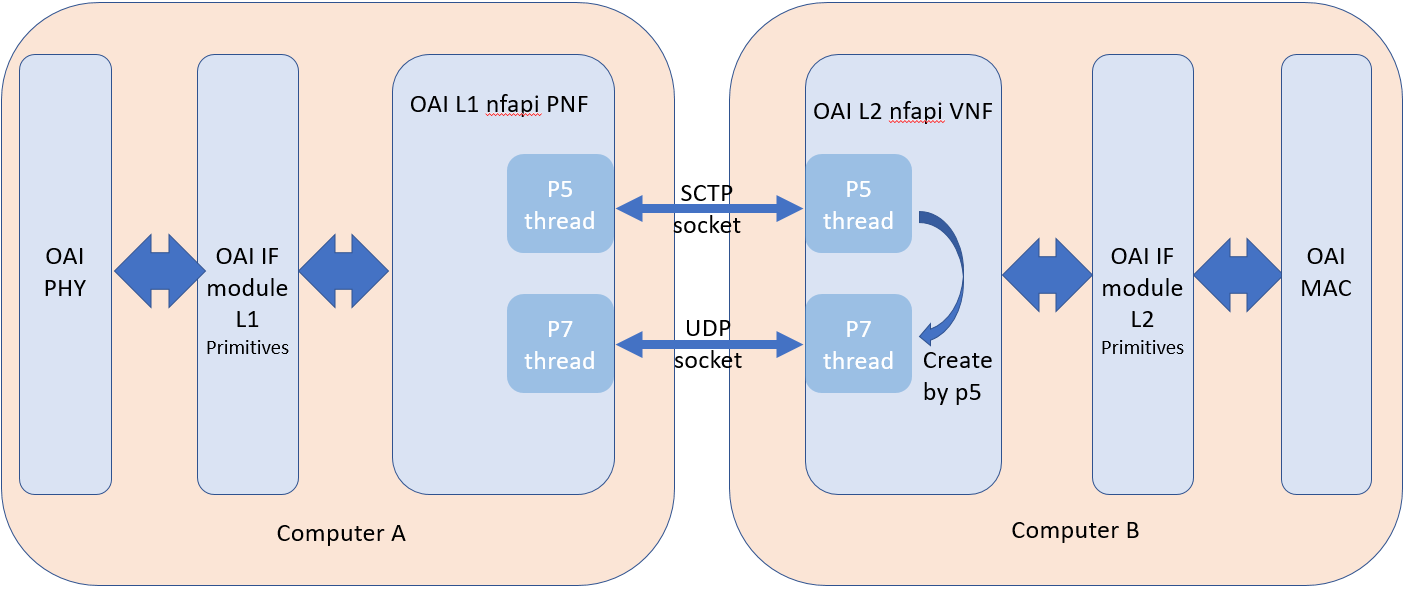 OAI
PHY
OAI IF
module
L1
Primitives
OAI L1 nfapi PNF
P5
thread
P7
thread
Computer A
SCTP
socket
UDP
socket
OAI L2 nfapi VNF
P5
thread
P7
thread
Create
by p5
OAI IF
module
L2
Primitives
OAI
MAC
Computer B